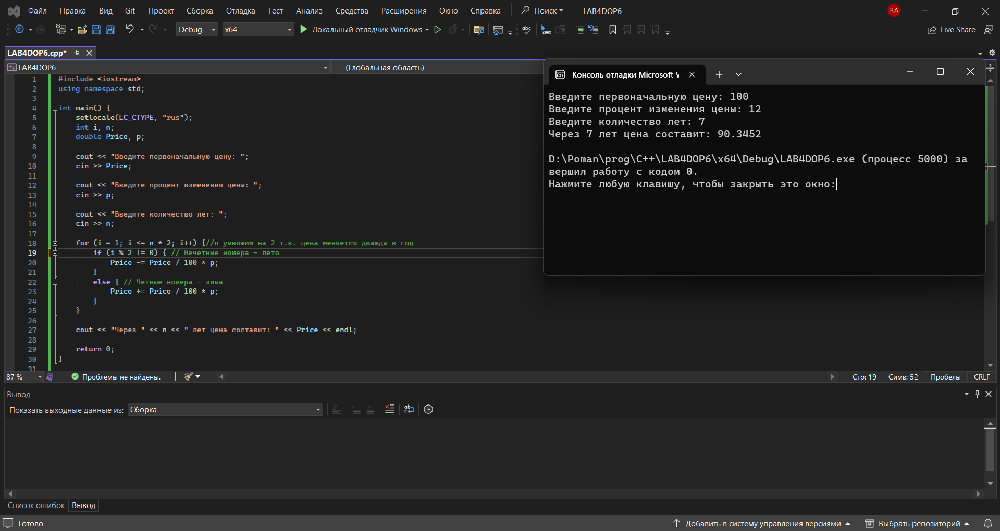 Файл Правка Вид Git Проект Сборка Отладка Тест Анализ Средства Расширения Окно Справка Поиск LAB4DOP6 RA
Debug x64 Локальный отладчик Windows Live Share
LAB4DOP6.cpp*
LAB4DOP6 (Глобальная область)
1 #include <iostream>
2 using namespace std;
3
4 int main() {
5 setlocale(LC_CTYPE, "rus");
6 int i, n;
7 double Price, p;
8
9 cout << "Введите первоначальную цену: ";
10 cin >> Price;
11
12 cout << "Введите процент изменения цены: ";
13 cin >> p;
14
15 cout << "Введите количество лет: ";
16 cin >> n;
17
18 for (i = 1; i <= n * 2; i++) {//n умножим на 2 т.к. цена меняется дважды в год
19 if (i % 2 != 0) { // Нечетные номера – лето
20 Price -= Price / 100 * p;
21 }
22 else { // Четные номера – зима
23 Price += Price / 100 * p;
24 }
25 }
26
27 cout << "Через " << n << " лет цена составит: " << Price << endl;
28
29 return 0;
30 }
31
Консоль отладки Microsoft V
Введите первоначальную цену: 100
Введите процент изменения цены: 12
Введите количество лет: 7
Через 7 лет цена составит: 90.3452
D:\Poman\prog\C++\LAB4DOP6\x64\Debug\LAB4DOP6.exe (процесс 5000) за
вершил работу с кодом 0.
Нажмите любую клавишу, чтобы закрыть это окно:
87 % Проблемы не найдены. Стр: 19 Симв: 52 Пробелы CRLF
Вывод
Показать выходные данные из: Сборка
Список ошибок Вывод
Готово Добавить в систему управления версиями Выбрать репозиторий